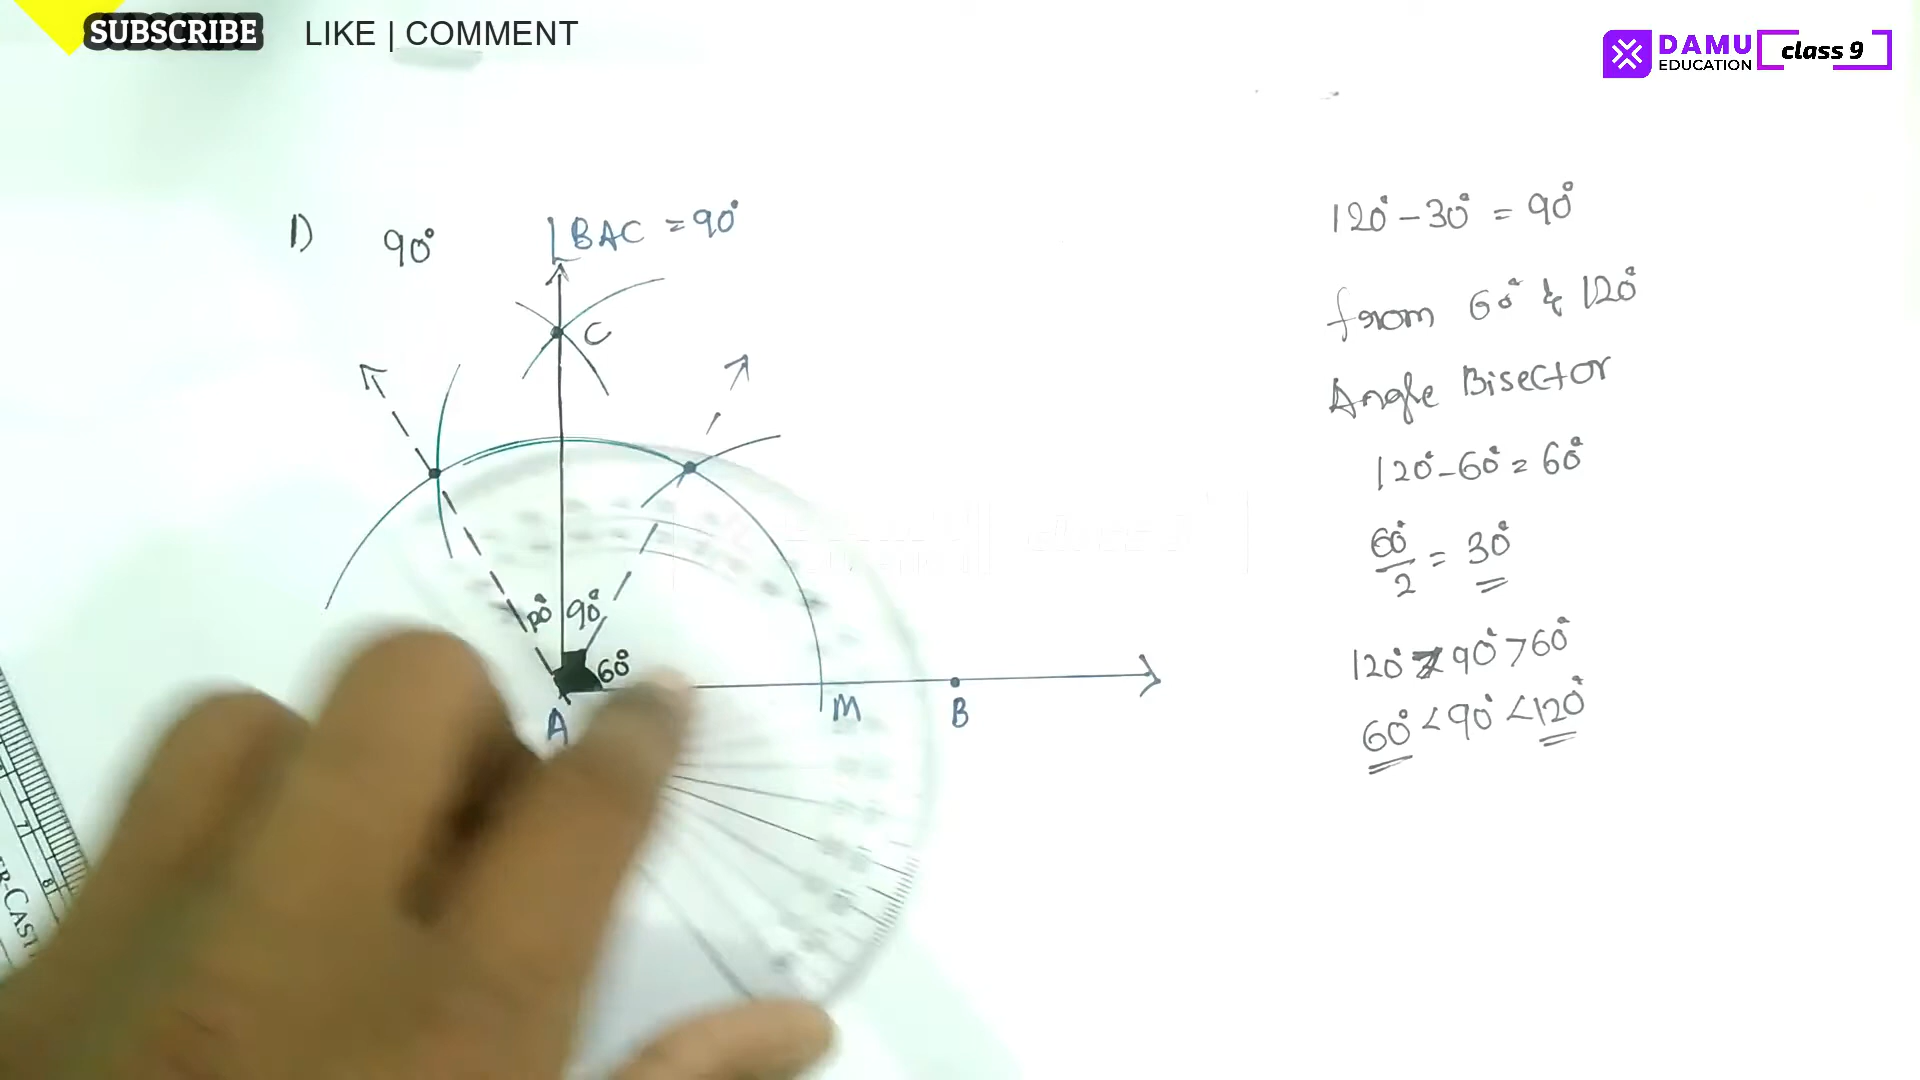 SUBSCRIBE LIKE | COMMENT
DAMU EDUCATION class 9
1) 90° ∠BAC = 90°
C
90°
60°
A M B
120° - 30° = 90°
from 60° & 120°
Angle Bisector
120° - 60° = 60°
60°/2 = 30°
120° > 90° > 60°
60° < 90° < 120°